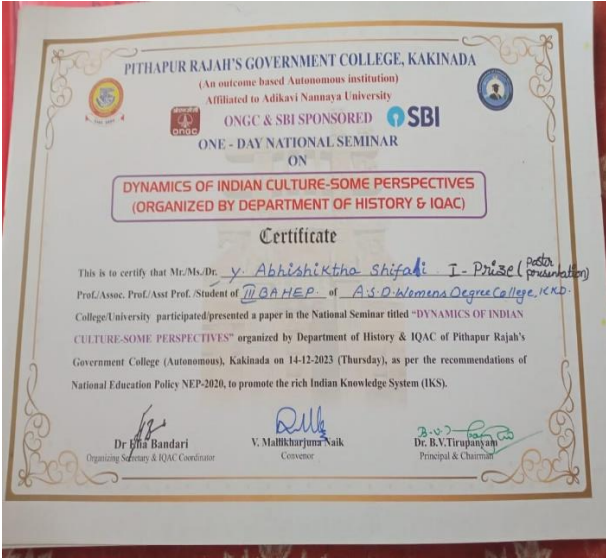 PITHAPUR RAJAH'S GOVERNMENT COLLEGE, KAKINADA
(An outcome based Autonomous institution)
Affiliated to Adikavi Nannaya University
ongc ONGC & SBI SPONSORED SBI
ONE - DAY NATIONAL SEMINAR
ON
DYNAMICS OF INDIAN CULTURE-SOME PERSPECTIVES
(ORGANIZED BY DEPARTMENT OF HISTORY & IQAC)
Certificate
This is to certify that Mr./Ms./Dr. Y. Abhishiktha Shifali I - Prize (poster presentation)
Prof./Assoc. Prof./Asst Prof. /Student of III BA HEP of A.S.D. Womens Degree College, KKD.
College/University participated/presented a paper in the National Seminar titled "DYNAMICS OF INDIAN
CULTURE-SOME PERSPECTIVES" organized by Department of History & IQAC of Pithapur Rajah's
Government College (Autonomous), Kakinada on 14-12-2023 (Thursday), as per the recommendations of
National Education Policy NEP-2020, to promote the rich Indian Knowledge System (IKS).
Dr Bandari V. Mallikharjuna Naik Dr. B.V.Tirupanyam
Organizing Secretary & IQAC Coordinator Convenor Principal & Chairman